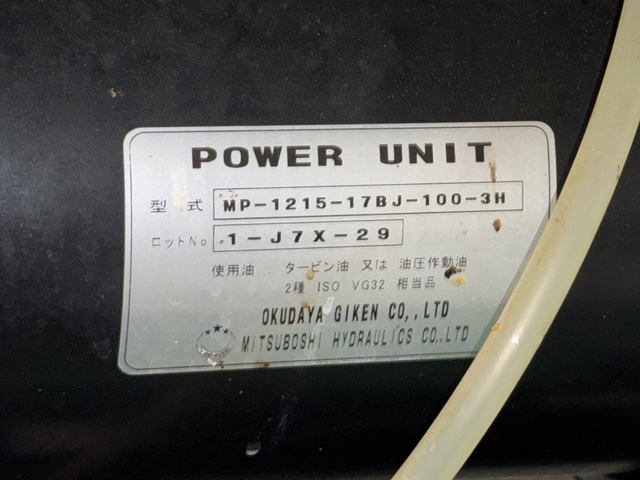 POWER UNIT
型式 MP-1215-17BJ-100-3H
ロットNo 1-J7X-29
使用油 : タービン油 又は 油圧作動油
2種 ISO VG32 相当品
OKUDAYA GIKEN CO,.LTD
MITSUBOSHI HYDRAULICS CO.,LTD